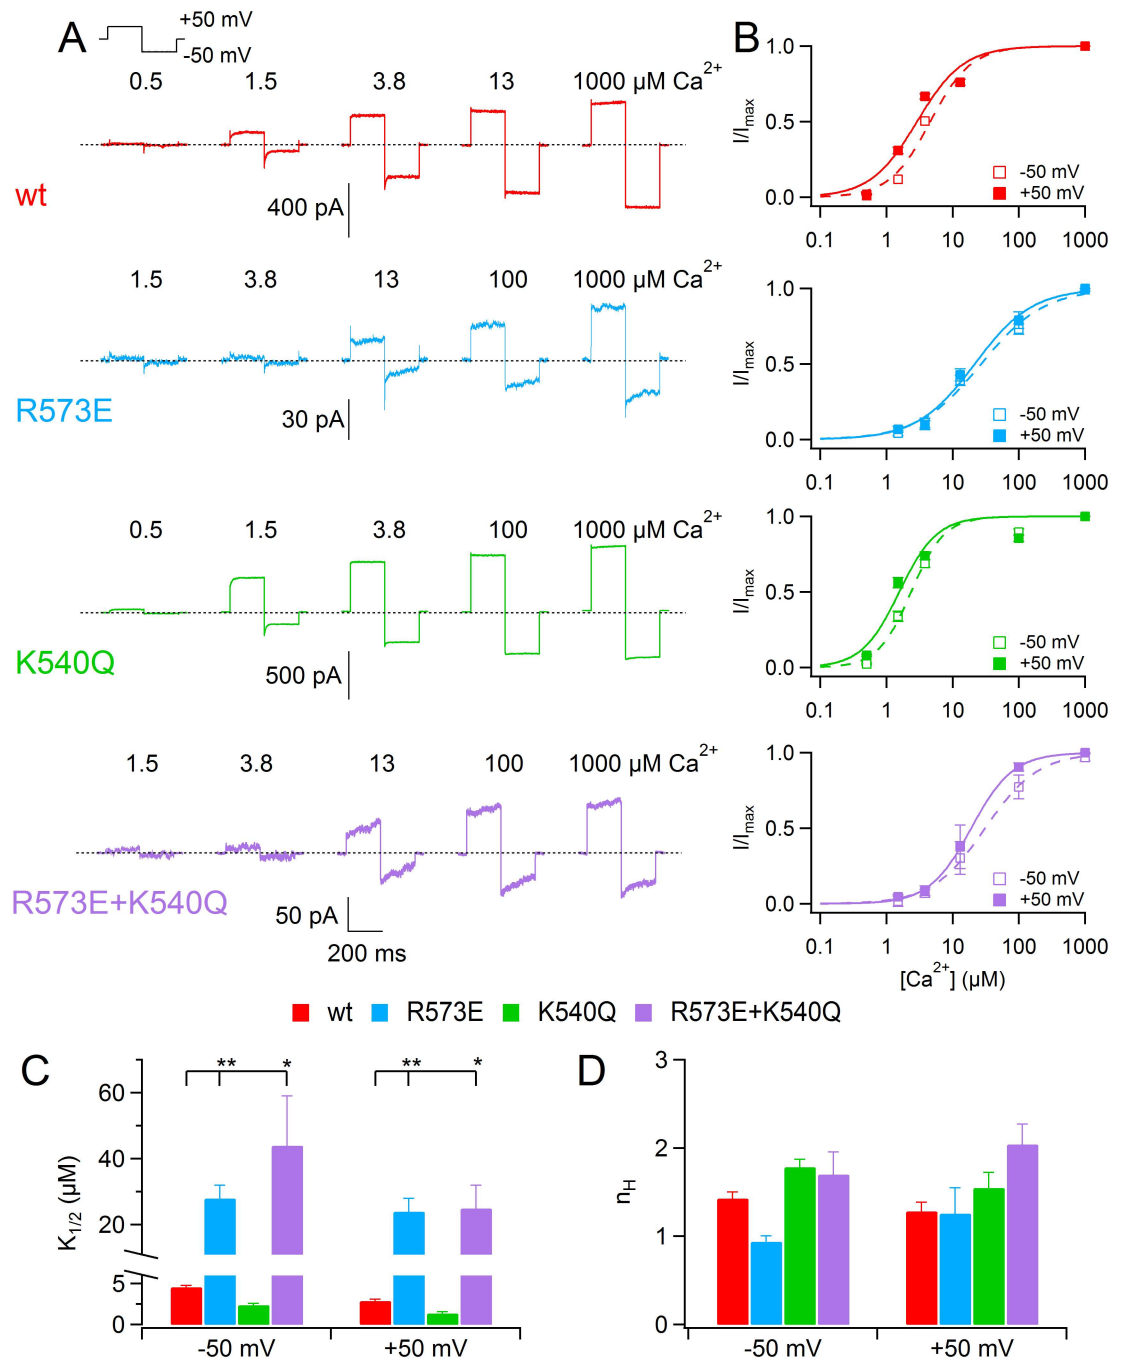 A
+50 mV
-50 mV
0.5 1.5 3.8 13 1000 µM Ca2+
wt
400 pA
1.5 3.8 13 100 1000 µM Ca2+
R573E
30 pA
0.5 1.5 3.8 100 1000 µM Ca2+
K540Q
500 pA
1.5 3.8 13 100 1000 µM Ca2+
R573E+K540Q
50 pA
200 ms
B
I/Imax
1.0
0.5
0.0
-50 mV
+50 mV
0.1 1 10 100 1000
I/Imax
1.0
0.5
0.0
-50 mV
+50 mV
0.1 1 10 100 1000
I/Imax
1.0
0.5
0.0
-50 mV
+50 mV
0.1 1 10 100 1000
I/Imax
1.0
0.5
0.0
-50 mV
+50 mV
0.1 1 10 100 1000
[Ca2+] (µM)
wt R573E K540Q R573E+K540Q
C
K1/2 (µM)
60
40
20
5
0
** *
** *
-50 mV +50 mV
D
nH
3
2
1
0
-50 mV +50 mV